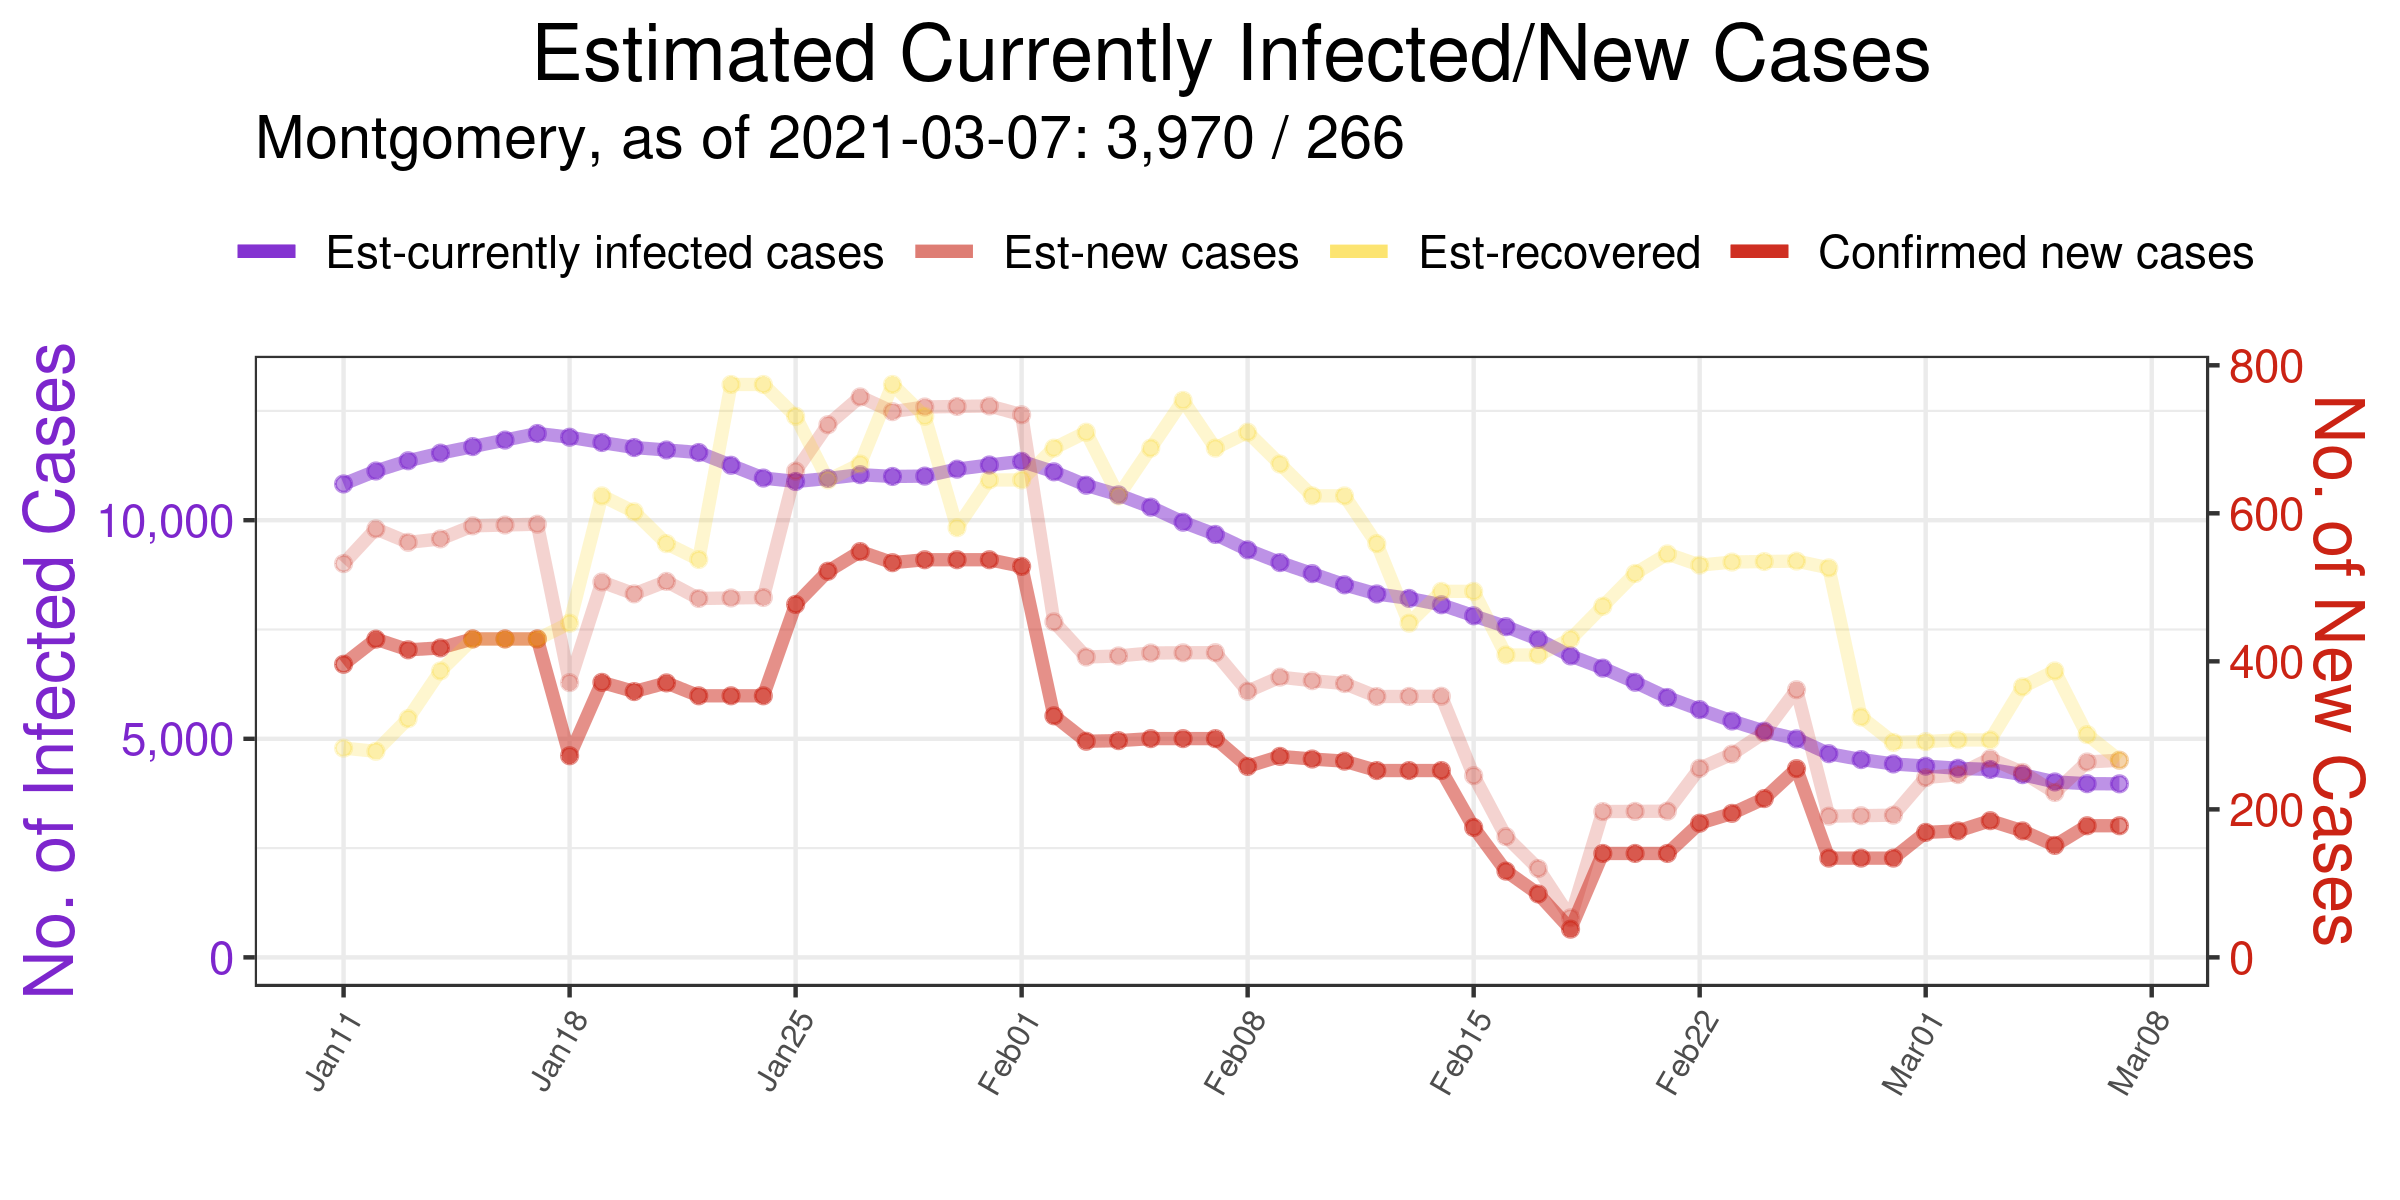 Estimated Currently Infected/New Cases
Montgomery, as of 2021-03-07: 3,970 / 266
Est-currently infected cases Est-new cases Est-recovered Confirmed new cases
No. of Infected Cases
10,000
5,000
0
800
600
400
200
0
No. of New Cases
Jan11 Jan18 Jan25 Feb01 Feb08 Feb15 Feb22 Mar01 Mar08